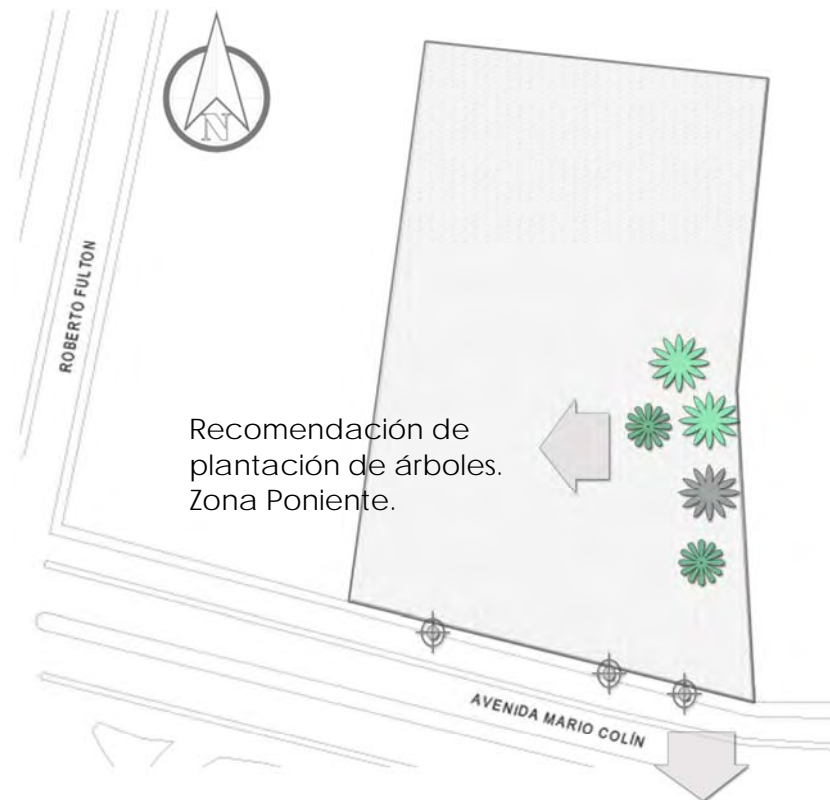 N
ROBERTO FULTON
Recomendación de
plantación de árboles.
Zona Poniente.
AVENIDA MARIO COLÍN